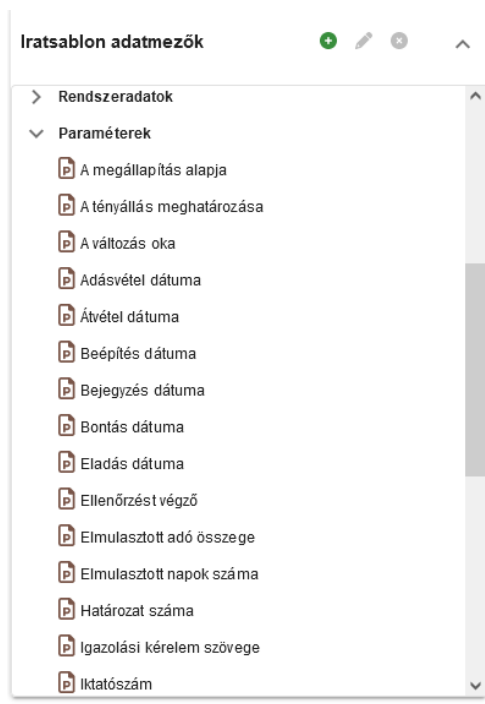 Iratsablon adatmezők
Rendszeradatok
Paraméterek
A megállapítás alapja
A tényállás meghatározása
A változás oka
Adásvétel dátuma
Átvétel dátuma
Beépítés dátuma
Bejegyzés dátuma
Bontás dátuma
Eladás dátuma
Ellenőrzést végző
Elmulasztott adó összege
Elmulasztott napok száma
Határozat száma
Igazolási kérelem szövege
Iktatószám